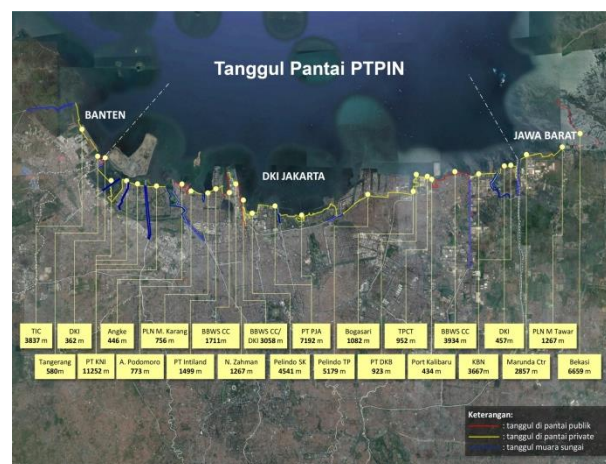 Tanggul Pantai PTPIN
BANTEN
JAWA BARAT
DKI JAKARTA
TIC
3837 m
DKI
362 m
Angke
446 m
PLN M. Karang
756 m
BBWS CC
1711m
BBWS CC/
DKI 3058 m
PT PJA
7192 m
Bogasari
1082 m
TPCT
952 m
BBWS CC
3934 m
DKI
457m
PLN M Tawar
1267 m
Tangerang
580m
PT KNI
11252 m
A. Podomoro
773 m
PT Intiland
1499 m
N. Zahman
1267 m
Pelindo SK
4541 m
Pelindo TP
5179 m
PT DKB
923 m
Port Kalibaru
434 m
KBN
3667m
Marunda Ctr
2857 m
Bekasi
6659 m
Keterangan:
: tanggul di pantai publik
: tanggul di pantai private
: tanggul muara sungai